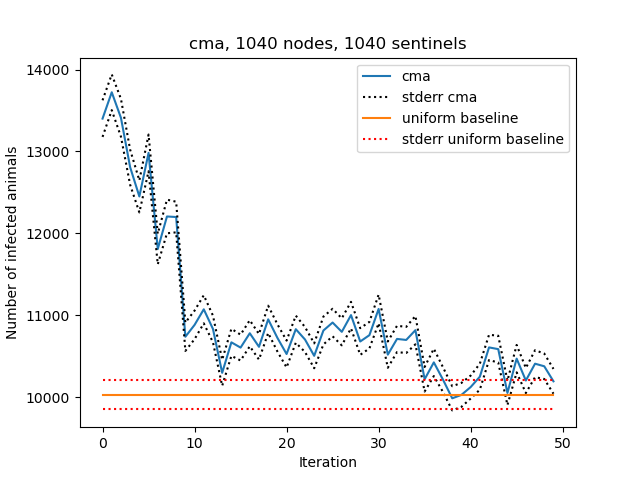 cma, 1040 nodes, 1040 sentinels
cma
stderr cma
uniform baseline
stderr uniform baseline
Number of infected animals
14000
13000
12000
11000
10000
0 10 20 30 40 50
Iteration